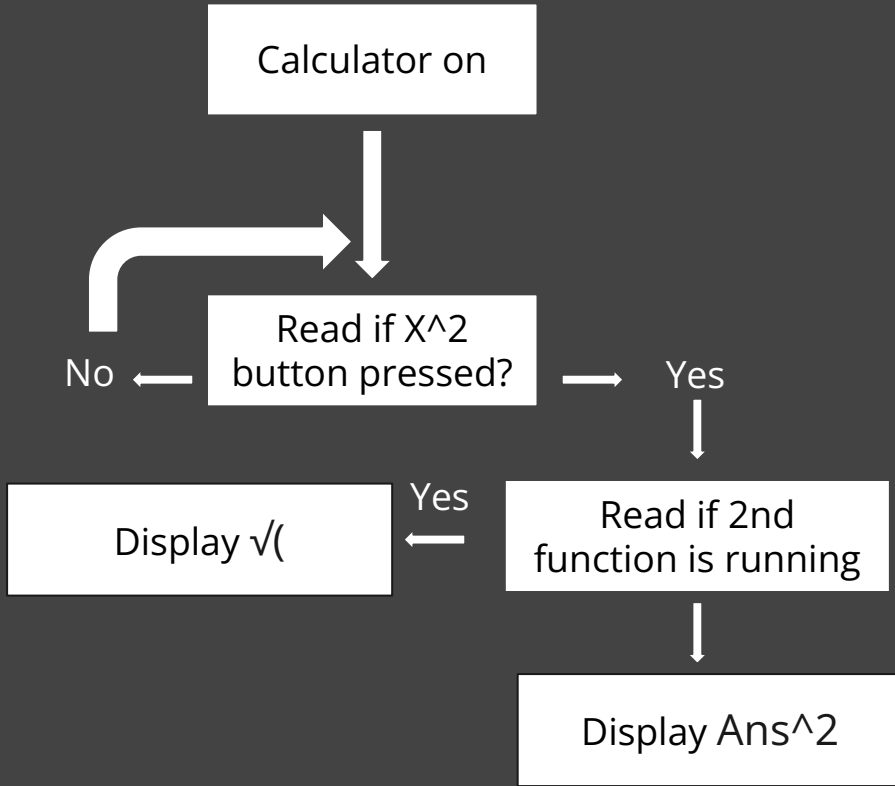 Calculator on
Read if X^2
button pressed?
No
Yes
Yes
Display √(
Read if 2nd
function is running
Display Ans^2